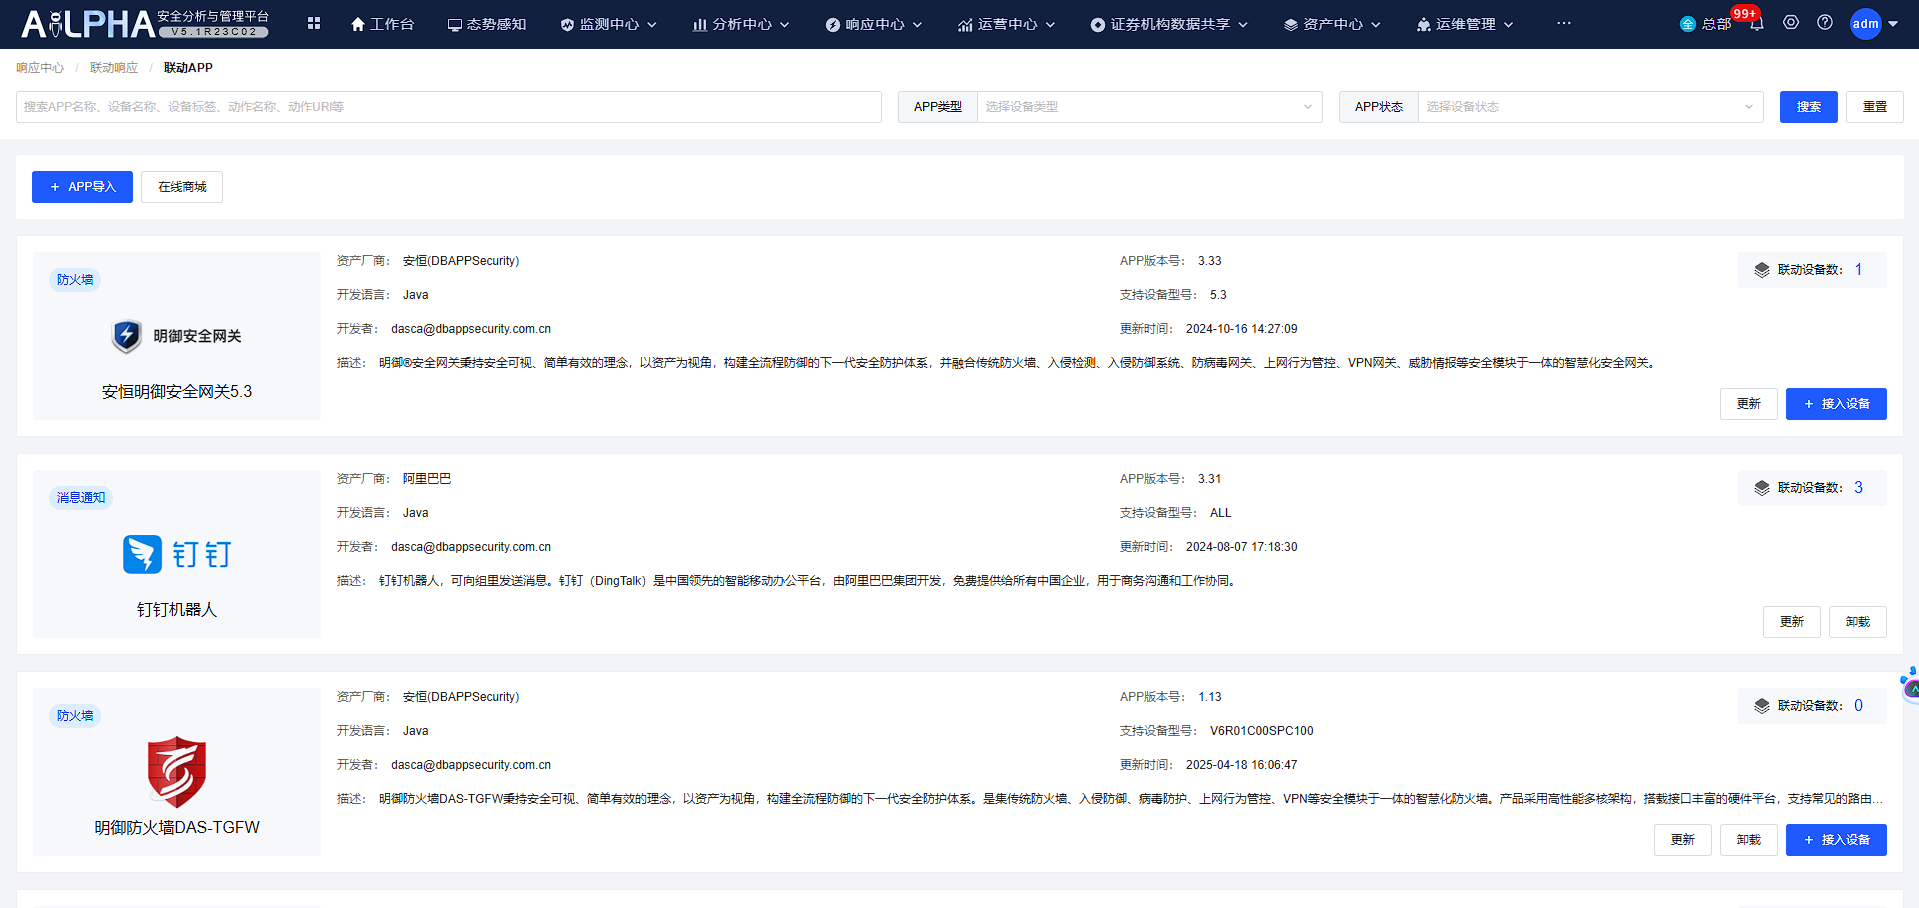 AiLPHA 安全分析与管理平台
V5.1R23C02
工作台 态势感知 监测中心 分析中心 响应中心 运营中心 证券机构数据共享 资产中心 运维管理 ··· 全 总部 99+ adm
响应中心 / 联动响应 / 联动APP
搜索APP名称、设备名称、设备标签、动作名称、动作URI等 APP类型 选择设备类型 APP状态 选择设备状态 搜索 重置
+ APP导入 在线商城
防火墙
明御安全网关
安恒明御安全网关5.3
资产厂商： 安恒(DBAPPSecurity) APP版本号： 3.33 联动设备数： 1
开发语言： Java 支持设备型号： 5.3
开发者： dasca@dbappsecurity.com.cn 更新时间： 2024-10-16 14:27:09
描述： 明御®安全网关秉持安全可视、简单有效的理念，以资产为视角，构建全流程防御的下一代安全防护体系，并融合传统防火墙、入侵检测、入侵防御系统、防病毒网关、上网行为管控、VPN网关、威胁情报等安全模块于一体的智慧化安全网关。
更新 + 接入设备
消息通知
钉钉
钉钉机器人
资产厂商： 阿里巴巴 APP版本号： 3.31 联动设备数： 3
开发语言： Java 支持设备型号： ALL
开发者： dasca@dbappsecurity.com.cn 更新时间： 2024-08-07 17:18:30
描述： 钉钉机器人，可向组里发送消息。钉钉（DingTalk）是中国领先的智能移动办公平台，由阿里巴巴集团开发，免费提供给所有中国企业，用于商务沟通和工作协同。
更新 卸载
防火墙
明御防火墙DAS-TGFW
资产厂商： 安恒(DBAPPSecurity) APP版本号： 1.13 联动设备数： 0
开发语言： Java 支持设备型号： V6R01C00SPC100
开发者： dasca@dbappsecurity.com.cn 更新时间： 2025-04-18 16:06:47
描述： 明御防火墙DAS-TGFW秉持安全可视、简单有效的理念，以资产为视角，构建全流程防御的下一代安全防护体系。是集传统防火墙、入侵防御、病毒防护、上网行为管控、VPN等安全模块于一体的智慧化防火墙。产品采用高性能多核架构，搭载接口丰富的硬件平台，支持常见的路由...
更新 卸载 + 接入设备